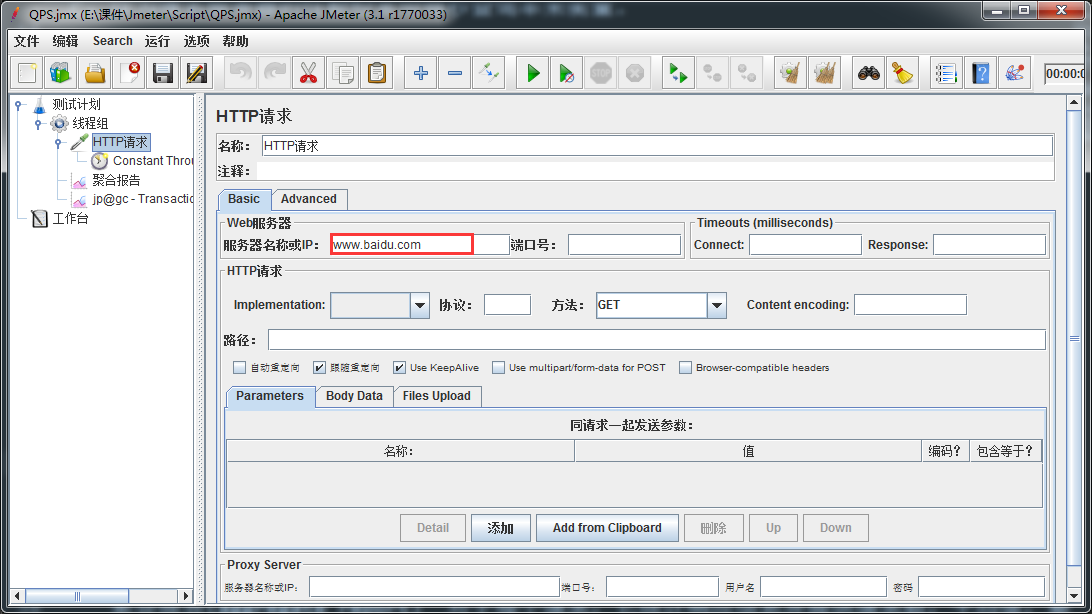 QPS.jmx (E:\课件\Jmeter\Script\QPS.jmx) - Apache JMeter (3.1 r1770033)
文件 编辑 Search 运行 选项 帮助
STOP
00:00:0
测试计划
线程组
HTTP请求
Constant Throu
聚合报告
jp@gc - Transactio
工作台
HTTP请求
名称： HTTP请求
注释：
Basic Advanced
Web服务器
服务器名称或IP： www.baidu.com 端口号：
Timeouts (milliseconds)
Connect: Response:
HTTP请求
Implementation: 协议： 方法： GET Content encoding:
路径：
自动重定向 跟随重定向 Use KeepAlive Use multipart/form-data for POST Browser-compatible headers
Parameters Body Data Files Upload
同请求一起发送参数：
名称： 值 编码？ 包含等于？
Detail 添加 Add from Clipboard 删除 Up Down
Proxy Server
服务器名称或IP： 端口号： 用户名 密码